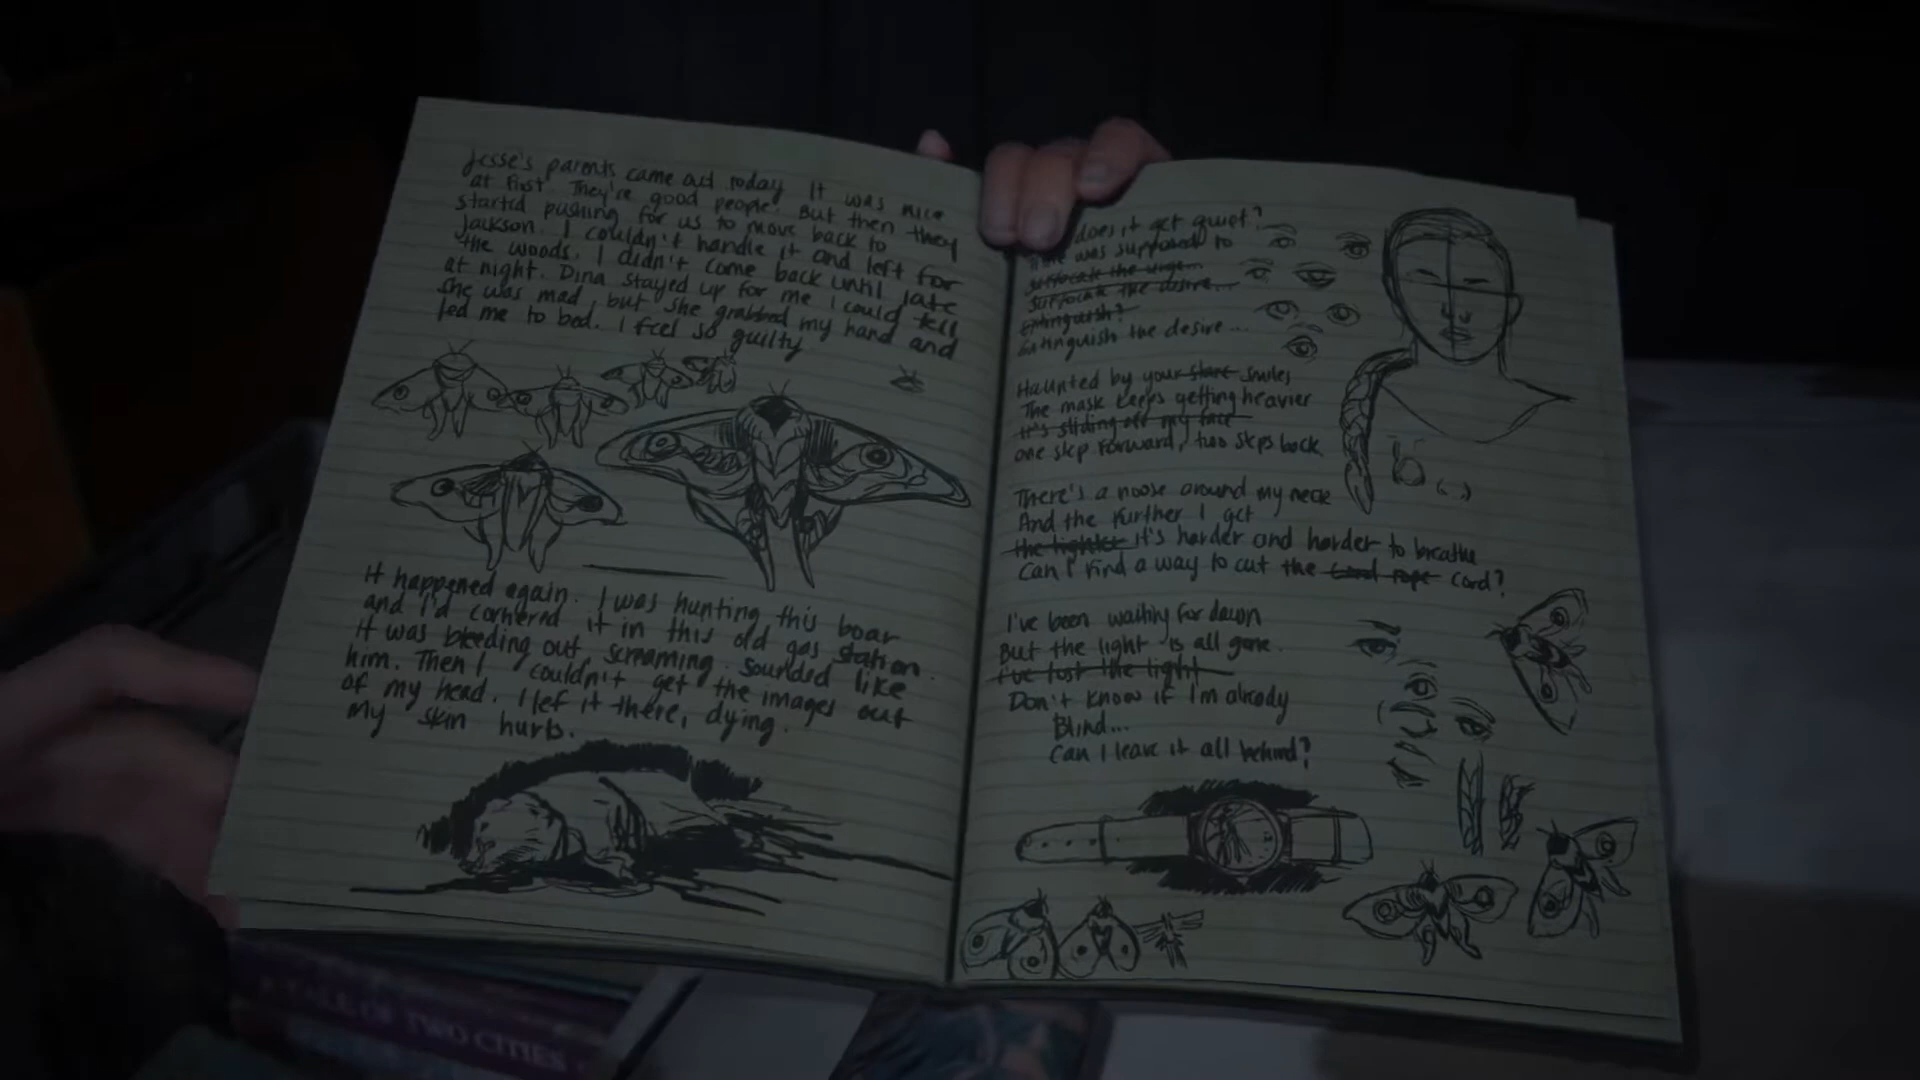 Jesse's parents came out today It was nice
at first. They're good people. But then they
started pushing for us to move back to
Jackson. I couldn't handle it and left for
the woods. I didn't come back until late
at night. Dina stayed up for me I could tell
she was mad, but she grabbed my hand and
led me to bed. I feel so guilty
It happened again. I was hunting this boar
and I'd cornered it in this old gas station.
It was bleeding out screaming. Sounded like
him. Then I couldn't get the images out
of my head. I lef it there, dying.
My skin hurts.
does it get quiet?
was supposed to
suffocate the urge...
suffocate the desire...
extinguish?
Extinguish the desire...
Haunted by your stare smiles
The mask keeps getting heavier
It's sliding off my face
one step forward, two steps back
There's a noose around my neck
And the further I get
the tighter it's harder and harder to breathe
Can I find a way to cut the cord rope cord?
I've been waiting for dawn
But the light is all gone.
I've lost the light
Don't know if I'm already
Blind...
Can I leave it all behind?
A TALE OF TWO CITIES